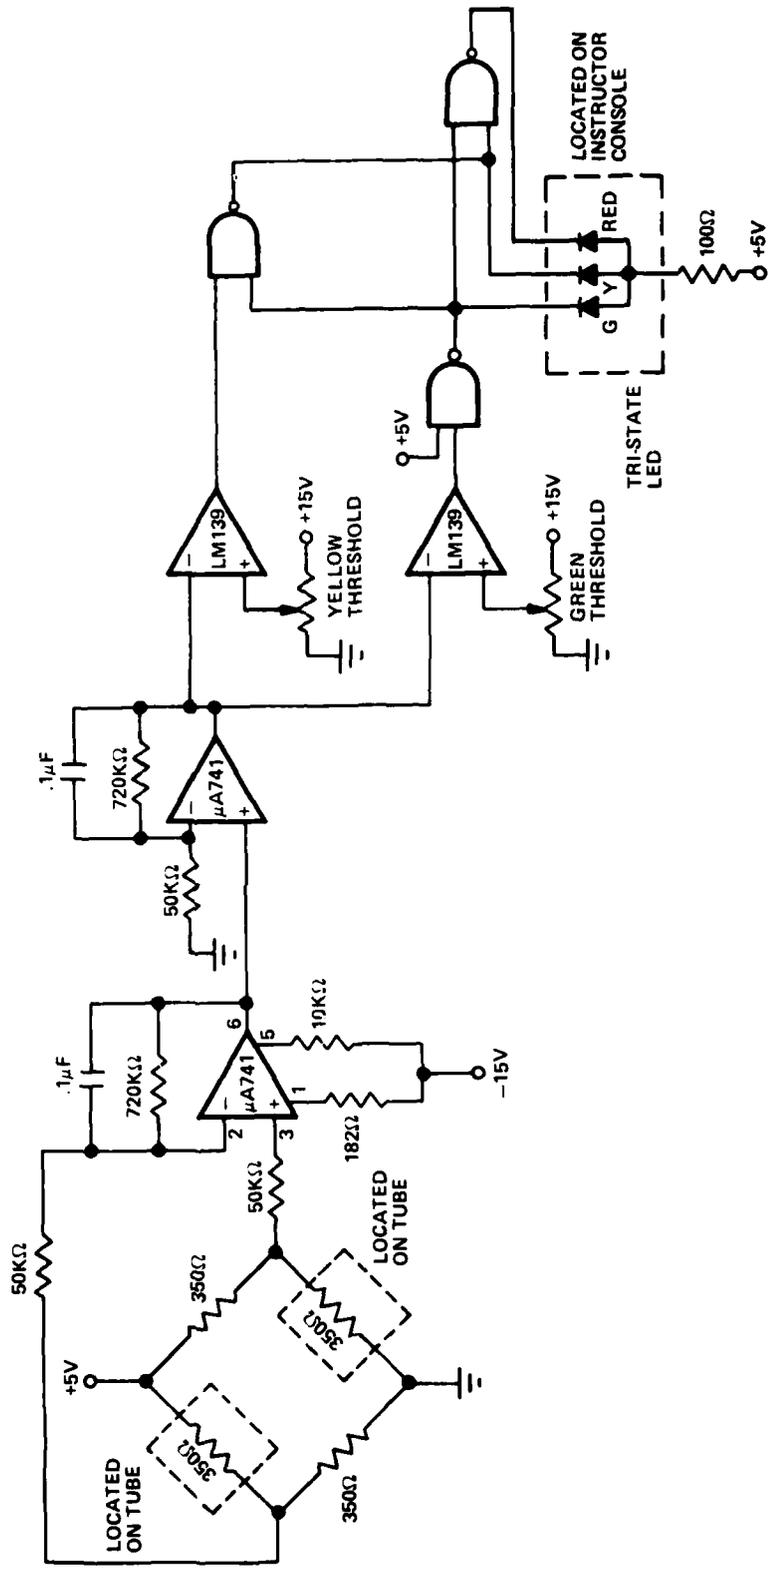 50KΩ
.1μF
720KΩ
+5V
350Ω
350Ω
LOCATED
ON TUBE
350Ω
350Ω
LOCATED
ON TUBE
50KΩ
2
3
−
+
μA741
6
5
1
182Ω
10KΩ
−15V
.1μF
720KΩ
50KΩ
−
+
μA741
−
+
LM139
+15V
YELLOW
THRESHOLD
−
+
LM139
+15V
GREEN
THRESHOLD
+5V
TRI-STATE
LED
G
Y
RED
LOCATED ON
INSTRUCTOR
CONSOLE
100Ω
+5V